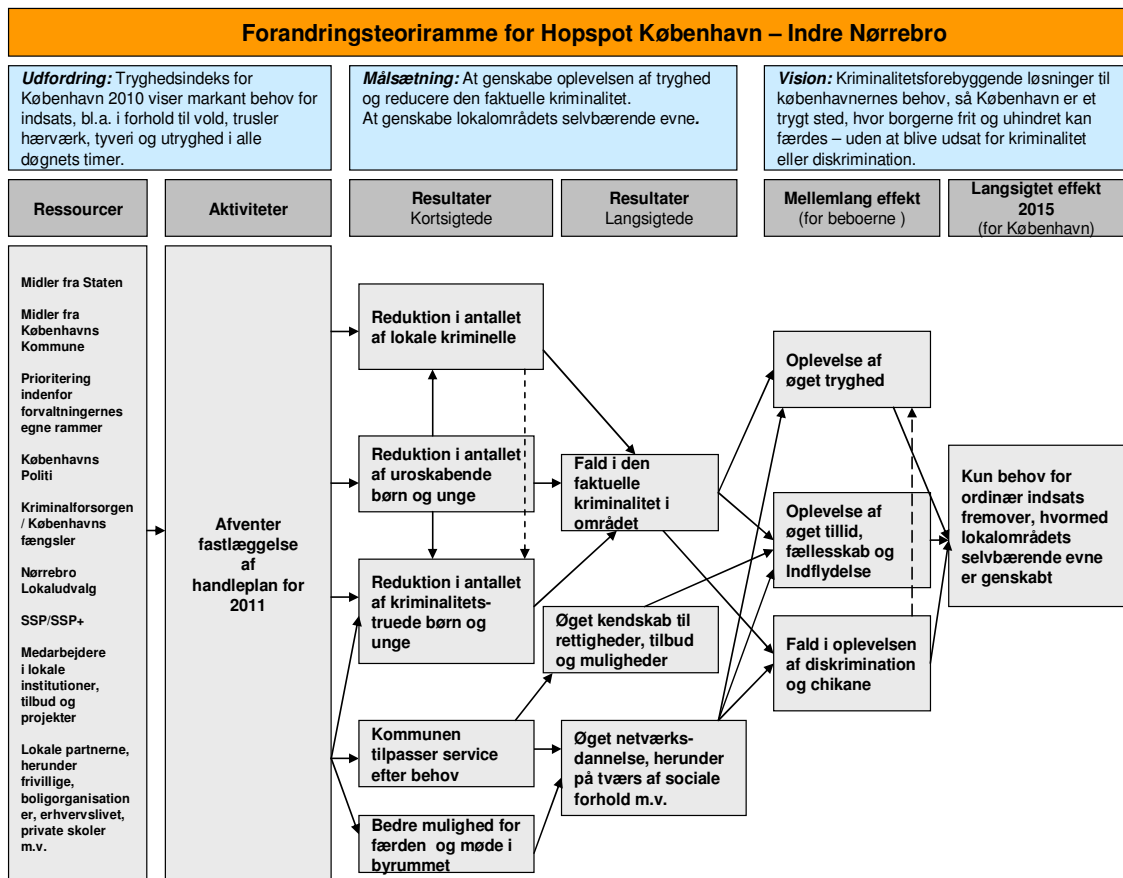 Forandringsteoriramme for Hopspot København – Indre Nørrebro
Udfordring: Tryghedsindeks for
København 2010 viser markant behov for
indsats, bl.a. i forhold til vold, trusler
hærværk, tyveri og utryghed i alle
døgnets timer.
Målsætning: At genskabe oplevelsen af tryghed
og reducere den faktuelle kriminalitet.
At genskabe lokalområdets selvbærende evne.
Vision: Kriminalitetsforebyggende løsninger til
københavnernes behov, så København er et
trygt sted, hvor borgerne frit og uhindret kan
færdes – uden at blive udsat for kriminalitet
eller diskrimination.
Ressourcer
Aktiviteter
Resultater
Kortsigtede
Resultater
Langsigtede
Mellemlang effekt
(for beboerne )
Langsigtet effekt
2015
(for København)
Midler fra Staten
Midler fra
Københavns
Kommune
Prioritering
indenfor
forvaltningernes
egne rammer
Københavns
Politi
Kriminalforsorgen
/ Københavns
fængsler
Nørrebro
Lokaludvalg
SSP/SSP+
Medarbejdere
i lokale
institutioner,
tilbud og
projekter
Lokale partnerne,
herunder
frivillige,
boligorganisation
er, erhvervslivet,
private skoler
m.v.
Afventer
fastlæggelse
af
handleplan for
2011
Reduktion i antallet
af lokale kriminelle
Reduktion i antallet
af uroskabende
børn og unge
Reduktion i antallet
af kriminalitets-
truede børn og
unge
Kommunen
tilpasser service
efter behov
Bedre mulighed for
færden og møde i
byrummet
Fald i den
faktuelle
kriminalitet i
området
Øget kendskab til
rettigheder, tilbud
og muligheder
Øget netværks-
dannelse, herunder
på tværs af sociale
forhold m.v.
Oplevelse af
øget tryghed
Oplevelse af
øget tillid,
fællesskab og
Indflydelse
Fald i oplevelsen
af diskrimination
og chikane
Kun behov for
ordinær indsats
fremover, hvormed
lokalområdets
selvbærende evne
er genskabt